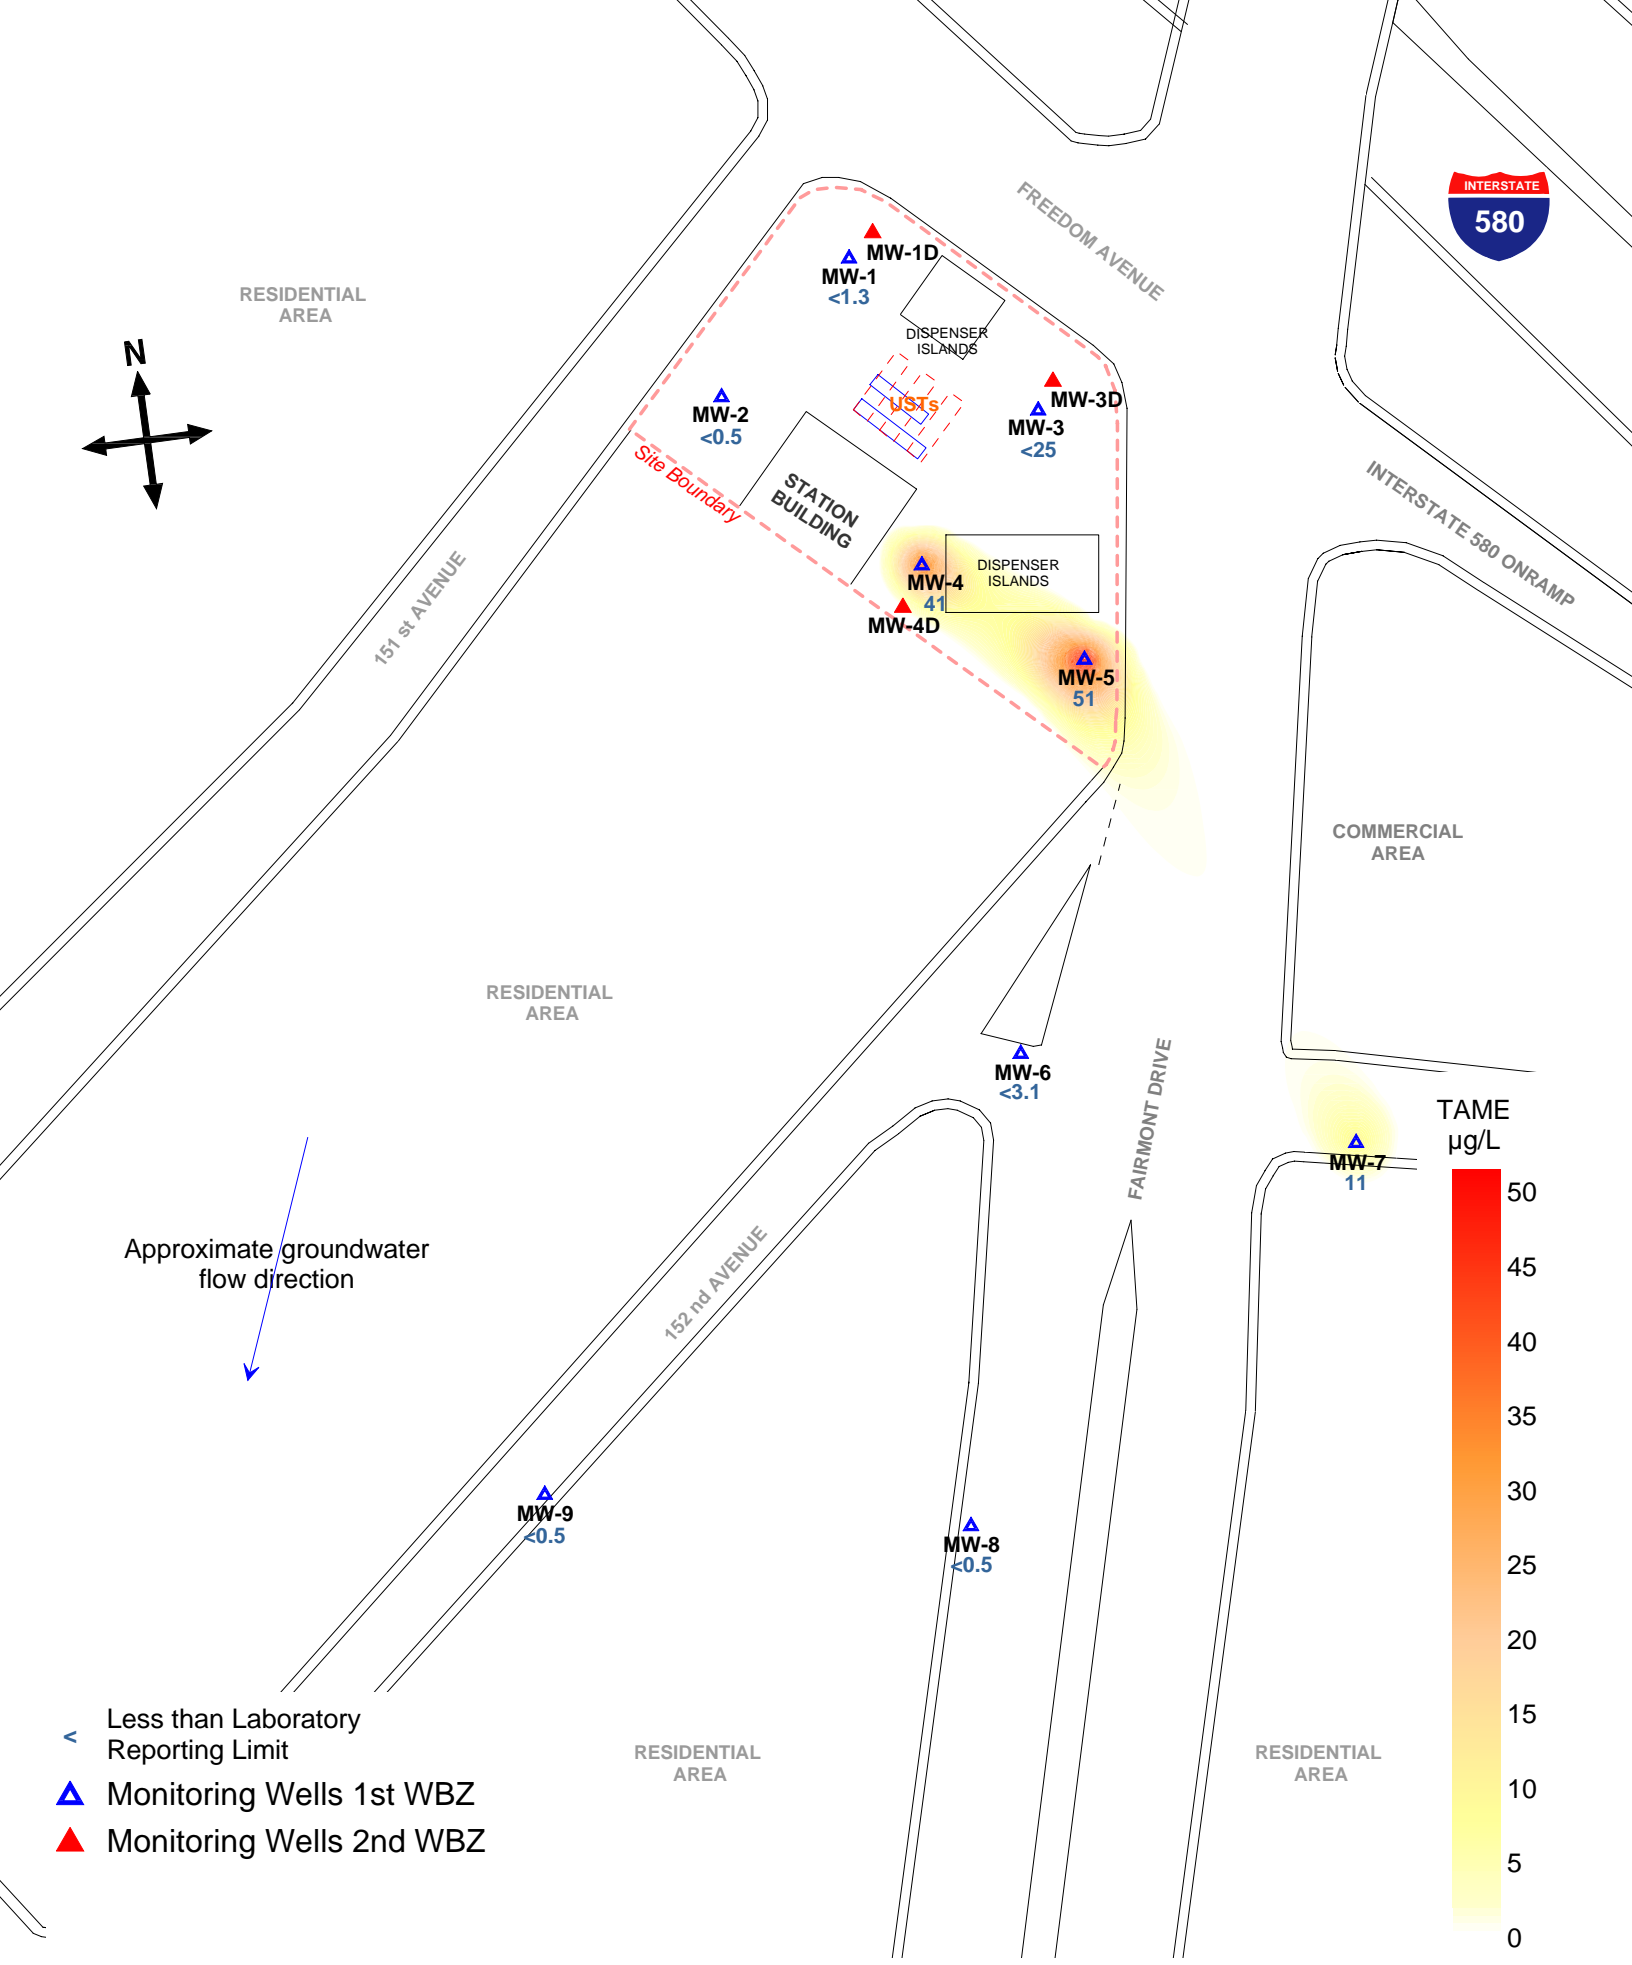 FREEDOM AVENUE
INTERSTATE
580
MW-1D
MW-1
<1.3
RESIDENTIAL
AREA
DISPENSER
ISLANDS
N
MW-3D
USTs
MW-2
<0.5
MW-3
<25
Site Boundary
STATION
BUILDING
INTERSTATE 580 ONRAMP
151 st AVENUE
DISPENSER
ISLANDS
MW-4
41
MW-4D
MW-5
51
COMMERCIAL
AREA
RESIDENTIAL
AREA
MW-6
<3.1
FAIRMONT DRIVE
MW-7
11
TAME
µg/L
50
45
40
35
30
25
20
15
10
5
0
Approximate groundwater
flow direction
152 nd AVENUE
MW-9
<0.5
MW-8
<0.5
RESIDENTIAL
AREA
RESIDENTIAL
AREA
< Less than Laboratory
Reporting Limit
Monitoring Wells 1st WBZ
Monitoring Wells 2nd WBZ